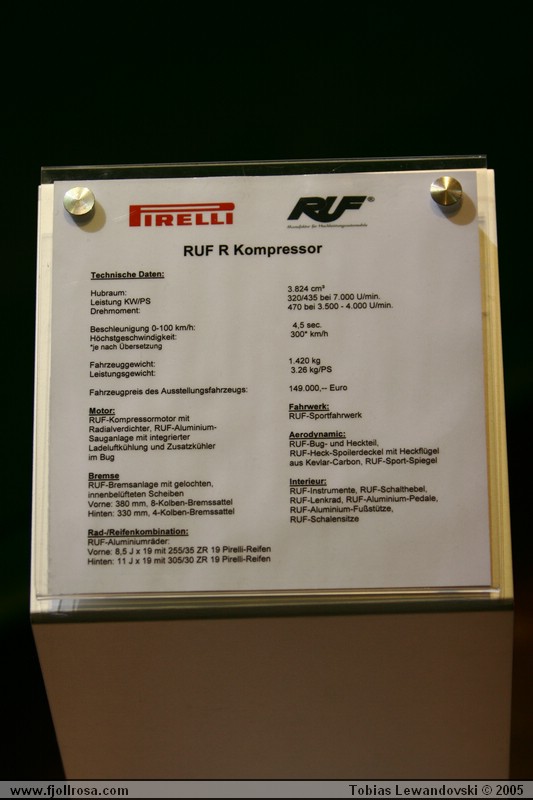 PIRELLI
RUF®
RUF R Kompressor
Technische Daten:
Hubraum: 3.824 cm³
Leistung KW/PS 320/435 bei 7.000 U/min.
Drehmoment: 470 bei 3.500 - 4.000 U/min.
Beschleunigung 0-100 km/h: 4,5 sec.
Höchstgeschwindigkeit: 300* km/h
*je nach Übersetzung
Fahrzeuggewicht: 1.420 kg
Leistungsgewicht: 3.26 kg/PS
Fahrzeugpreis des Ausstellungsfahrzeugs: 149.000,-- Euro
Motor:
RUF-Kompressormotor mit
Radialverdichter, RUF-Aluminium-
Sauganlage mit integrierter
Ladeluftkühlung und Zusatzkühler
im Bug
Bremse
RUF-Bremsanlage mit gelochten,
innenbelüfteten Scheiben
Vorne: 380 mm, 8-Kolben-Bremssattel
Hinten: 330 mm, 4-Kolben-Bremssattel
Rad-/Reifenkombination:
RUF-Aluminiumräder:
Vorne: 8,5 J x 19 mit 255/35 ZR 19 Pirelli-Reifen
Hinten: 11 J x 19 mit 305/30 ZR 19 Pirelli-Reifen
Fahrwerk:
RUF-Sportfahrwerk
Aerodynamic:
RUF-Bug- und Heckteil,
RUF-Heck-Spoilerdeckel mit Heckflügel
aus Kevlar-Carbon, RUF-Sport-Spiegel
Interieur:
RUF-Instrumente, RUF-Schalthebel,
RUF-Lenkrad, RUF-Aluminium-Pedale,
RUF-Aluminium-Fußstütze,
RUF-Schalensitze
www.fjollrosa.com
Tobias Lewandovski © 2005